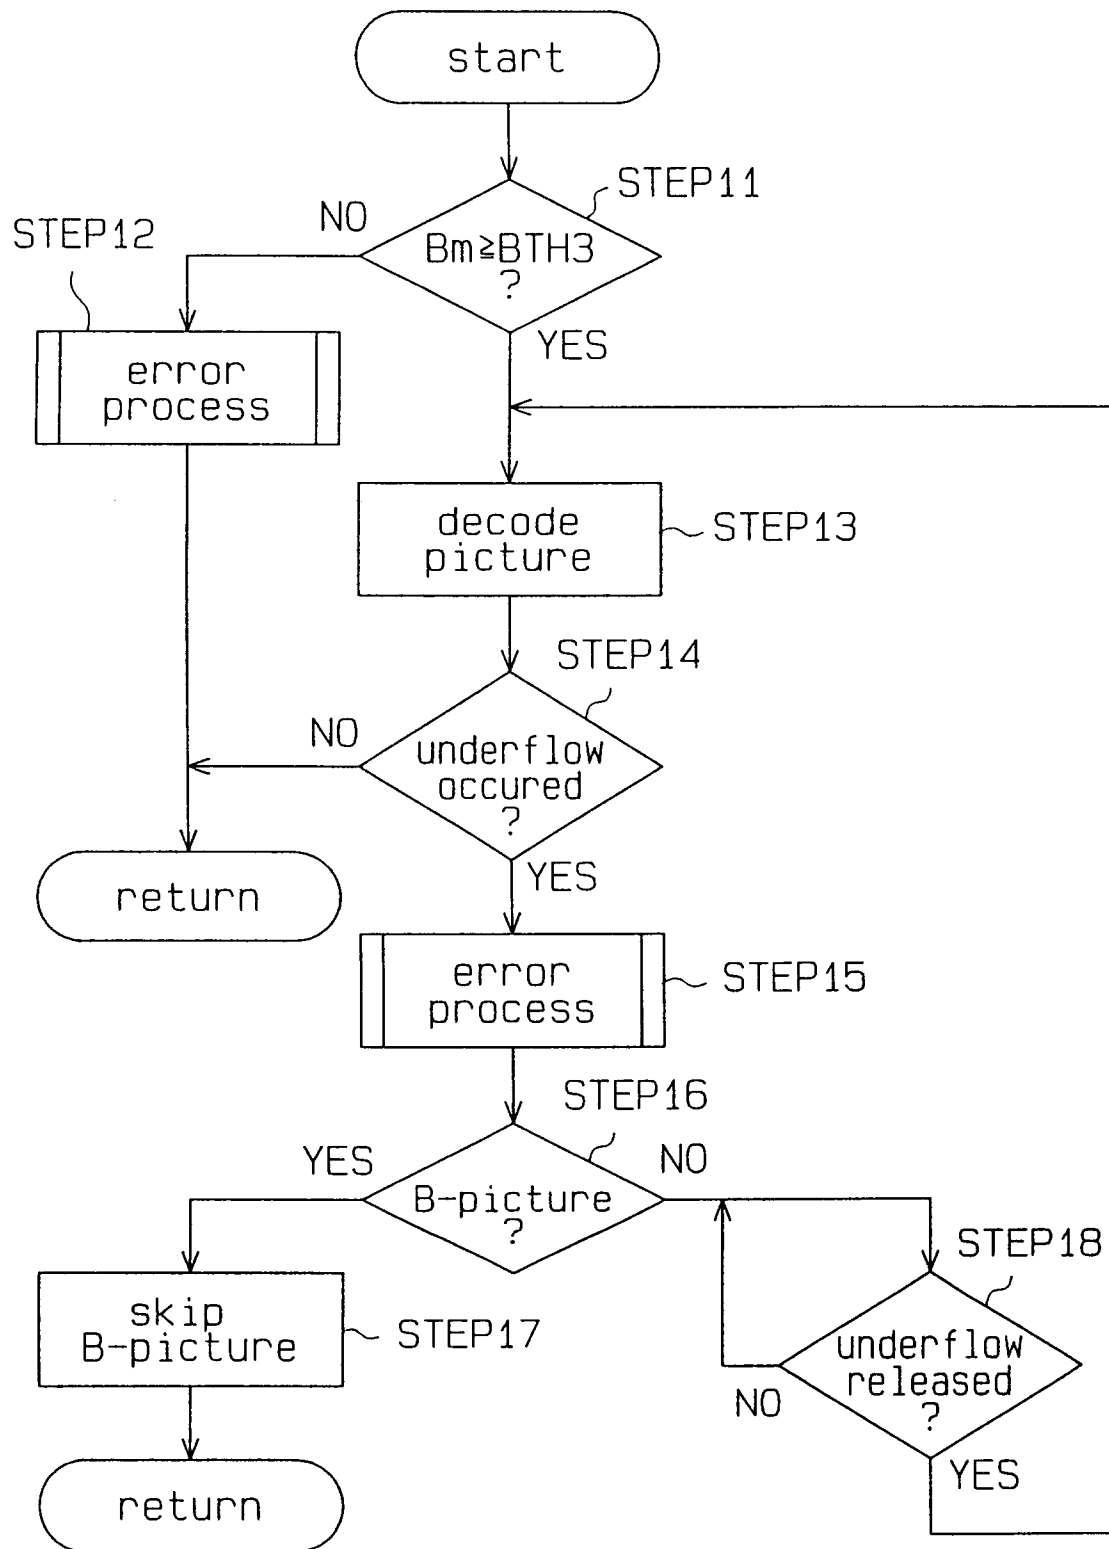 start
STEP11
NO
STEP12
Bm≧BTH3
?
YES
error
process
decode
picture
STEP13
STEP14
NO
underflow
occured
?
YES
return
error
process
STEP15
STEP16
YES
NO
B-picture
?
STEP18
skip
B-picture
STEP17
underflow
released
?
NO
YES
return